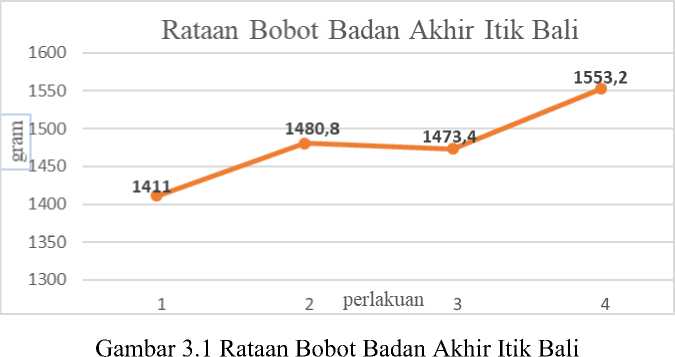 Rataan Bobot Badan Akhir Itik Bali
1600
1550
1500
1450
1400
1350
1300
gram
1411
1480,8
1473,4
1553,2
1 2 perlakuan 3 4
Gambar 3.1 Rataan Bobot Badan Akhir Itik Bali